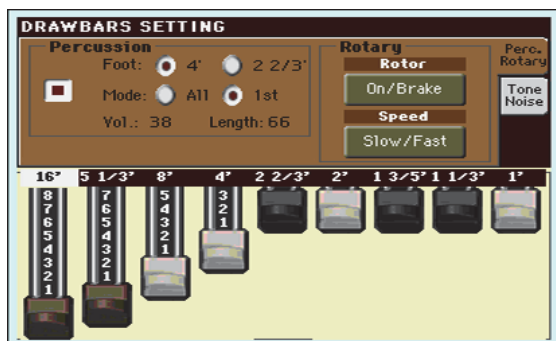 DRAWBARS SETTING
Percussion
Foot: 4' 2 2/3'
Mode: All 1st
Vol.: 38 Length: 66
Rotary
Rotor
On/Brake
Speed
Slow/Fast
Perc.
Rotary
Tone
Noise
16' 5 1/3' 8' 4' 2 2/3' 2' 1 3/5' 1 1/3' 1'
8 7 5 3
7 6 4 2
6 5 3 1
5 4 2
4 3 1
3 2
2 1
1